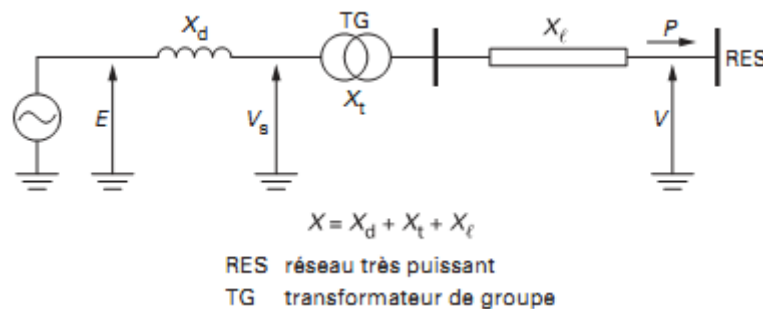 TG
X_d
X_ℓ
P
RES
X_t
E
V_s
V
X = X_d + X_t + X_ℓ
RES réseau très puissant
TG transformateur de groupe